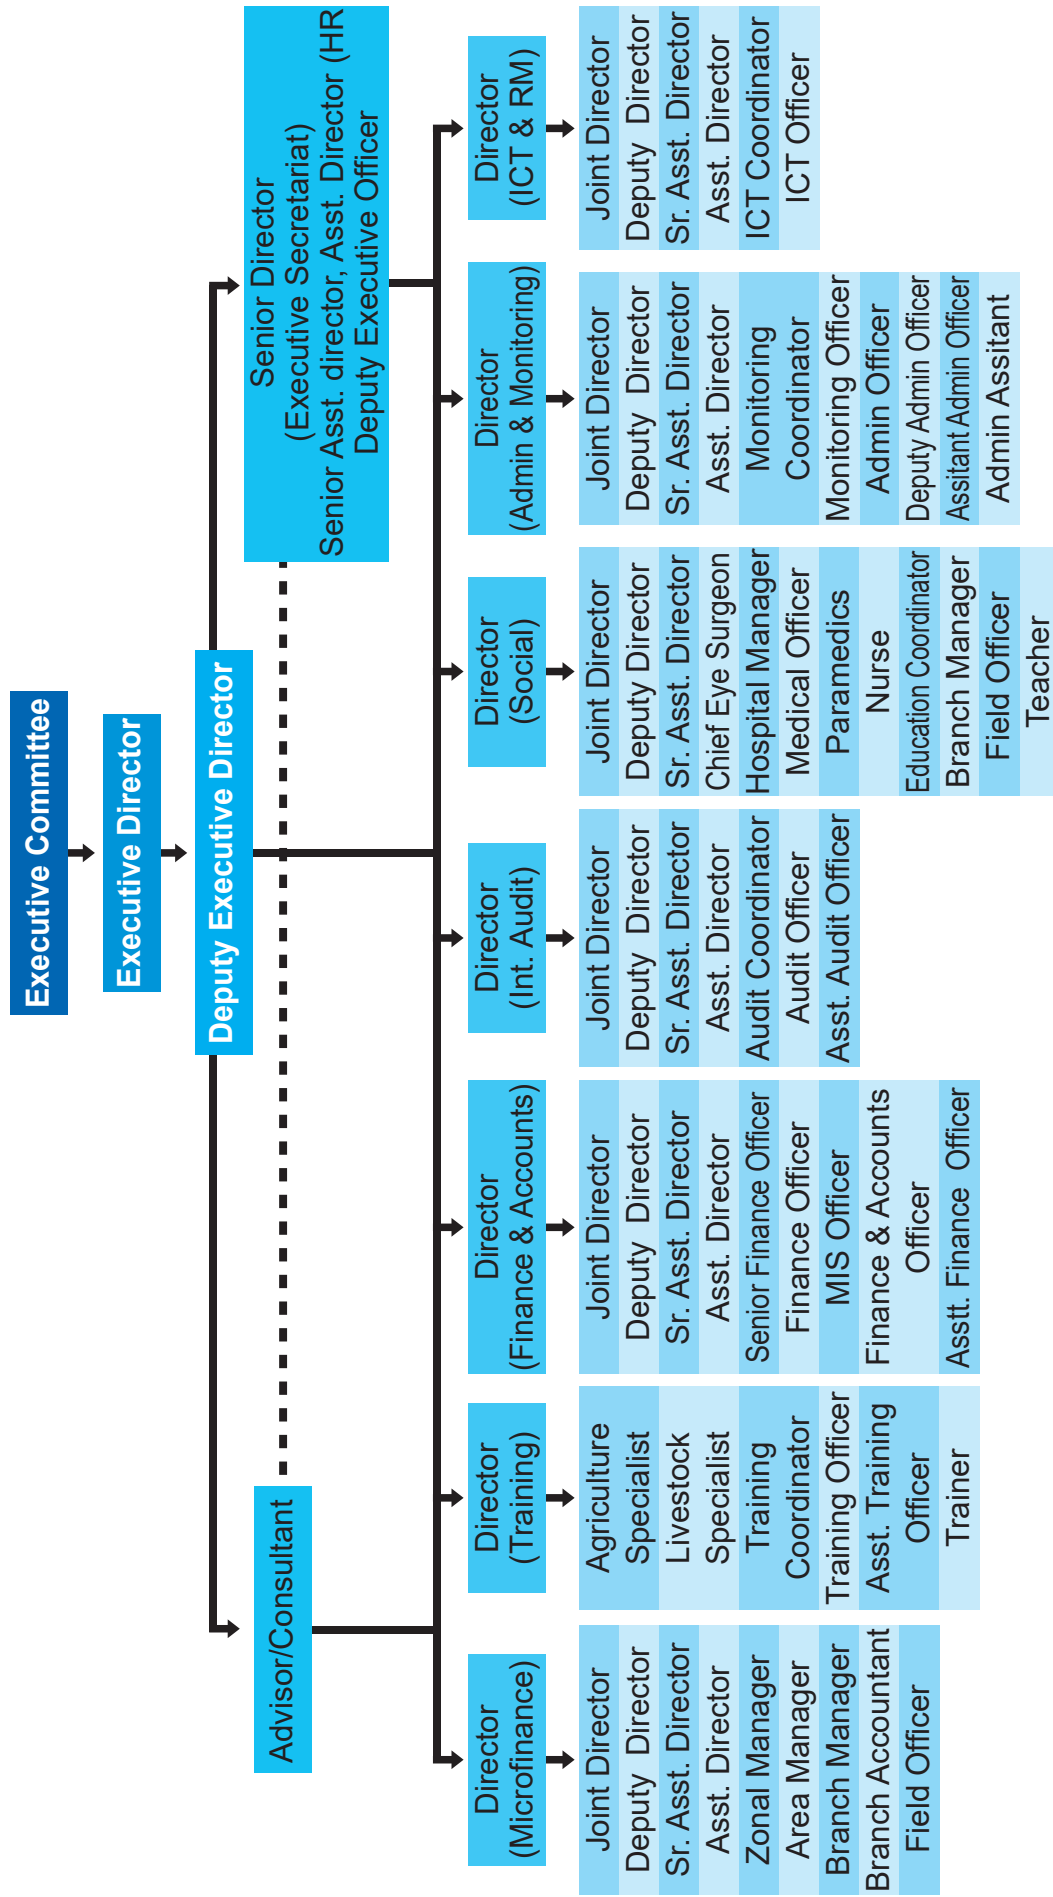 Executive Committee
Executive Director
Deputy Executive Director
Advisor/Consultant
Senior Director
(Executive Secretariat)
Senior Asst. director, Asst. Director (HR
Deputy Executive Officer
Director
(Microfinance)
Joint Director
Deputy Director
Sr. Asst. Director
Asst. Director
Zonal Manager
Area Manager
Branch Manager
Branch Accountant
Field Officer
Director
(Training)
Agriculture
Specialist
Livestock
Specialist
Training
Coordinator
Training Officer
Asst. Training
Officer
Trainer
Director
(Finance & Accounts)
Joint Director
Deputy Director
Sr. Asst. Director
Asst. Director
Senior Finance Officer
Finance Officer
MIS Officer
Finance & Accounts
Officer
Asstt. Finance Officer
Director
(Int. Audit)
Joint Director
Deputy Director
Sr. Asst. Director
Asst. Director
Audit Coordinator
Audit Officer
Asst. Audit Officer
Director
(Social)
Joint Director
Deputy Director
Sr. Asst. Director
Chief Eye Surgeon
Hospital Manager
Medical Officer
Paramedics
Nurse
Education Coordinator
Branch Manager
Field Officer
Teacher
Director
(Admin & Monitoring)
Joint Director
Deputy Director
Sr. Asst. Director
Asst. Director
Monitoring
Coordinator
Monitoring Officer
Admin Officer
Deputy Admin Officer
Assitant Admin Officer
Admin Assitant
Director
(ICT & RM)
Joint Director
Deputy Director
Sr. Asst. Director
Asst. Director
ICT Coordinator
ICT Officer